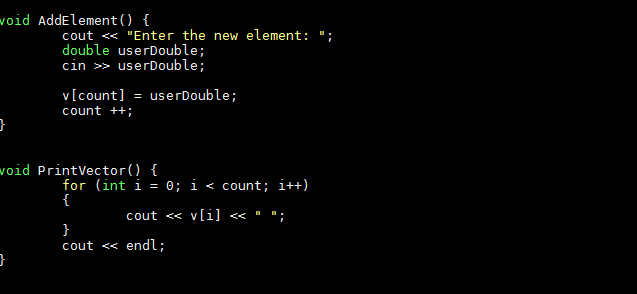 void AddElement() {
cout << "Enter the new element: ";
double userDouble;
cin >> userDouble;
v[count] = userDouble;
count ++;
}
void PrintVector() {
for (int i = 0; i < count; i++)
{
cout << v[i] << " ";
}
cout << endl;
}